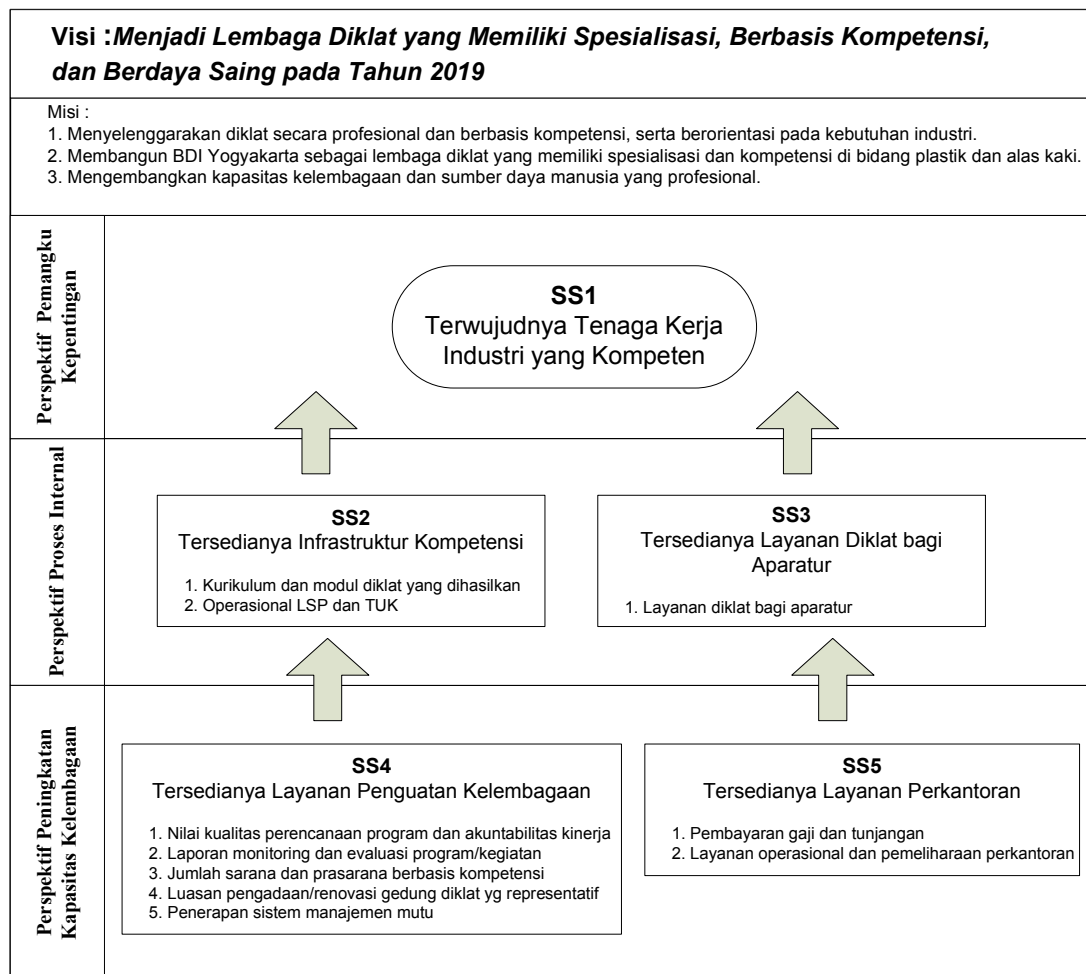 Visi :Menjadi Lembaga Diklat yang Memiliki Spesialisasi, Berbasis Kompetensi,
dan Berdaya Saing pada Tahun 2019
Misi :
1. Menyelenggarakan diklat secara profesional dan berbasis kompetensi, serta berorientasi pada kebutuhan industri.
2. Membangun BDI Yogyakarta sebagai lembaga diklat yang memiliki spesialisasi dan kompetensi di bidang plastik dan alas kaki.
3. Mengembangkan kapasitas kelembagaan dan sumber daya manusia yang profesional.
Perspektif Pemangku
Kepentingan
SS1
Terwujudnya Tenaga Kerja
Industri yang Kompeten
Perspektif Proses Internal
SS2
Tersedianya Infrastruktur Kompetensi
1. Kurikulum dan modul diklat yang dihasilkan
2. Operasional LSP dan TUK
SS3
Tersedianya Layanan Diklat bagi
Aparatur
1. Layanan diklat bagi aparatur
Perspektif Peningkatan
Kapasitas Kelembagaan
SS4
Tersedianya Layanan Penguatan Kelembagaan
1. Nilai kualitas perencanaan program dan akuntabilitas kinerja
2. Laporan monitoring dan evaluasi program/kegiatan
3. Jumlah sarana dan prasarana berbasis kompetensi
4. Luasan pengadaan/renovasi gedung diklat yg representatif
5. Penerapan sistem manajemen mutu
SS5
Tersedianya Layanan Perkantoran
1. Pembayaran gaji dan tunjangan
2. Layanan operasional dan pemeliharaan perkantoran